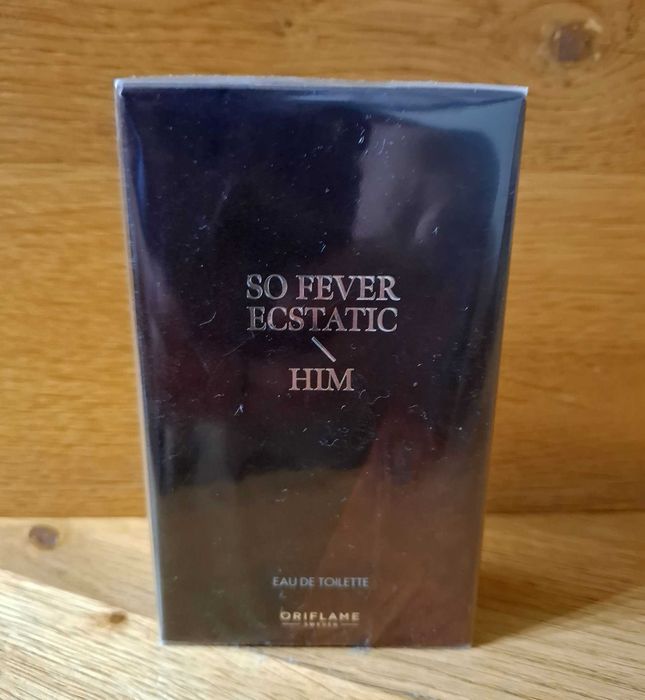 SO FEVER
ECSTATIC
\
HIM
EAU DE TOILETTE
ORIFLAME
SWEDEN